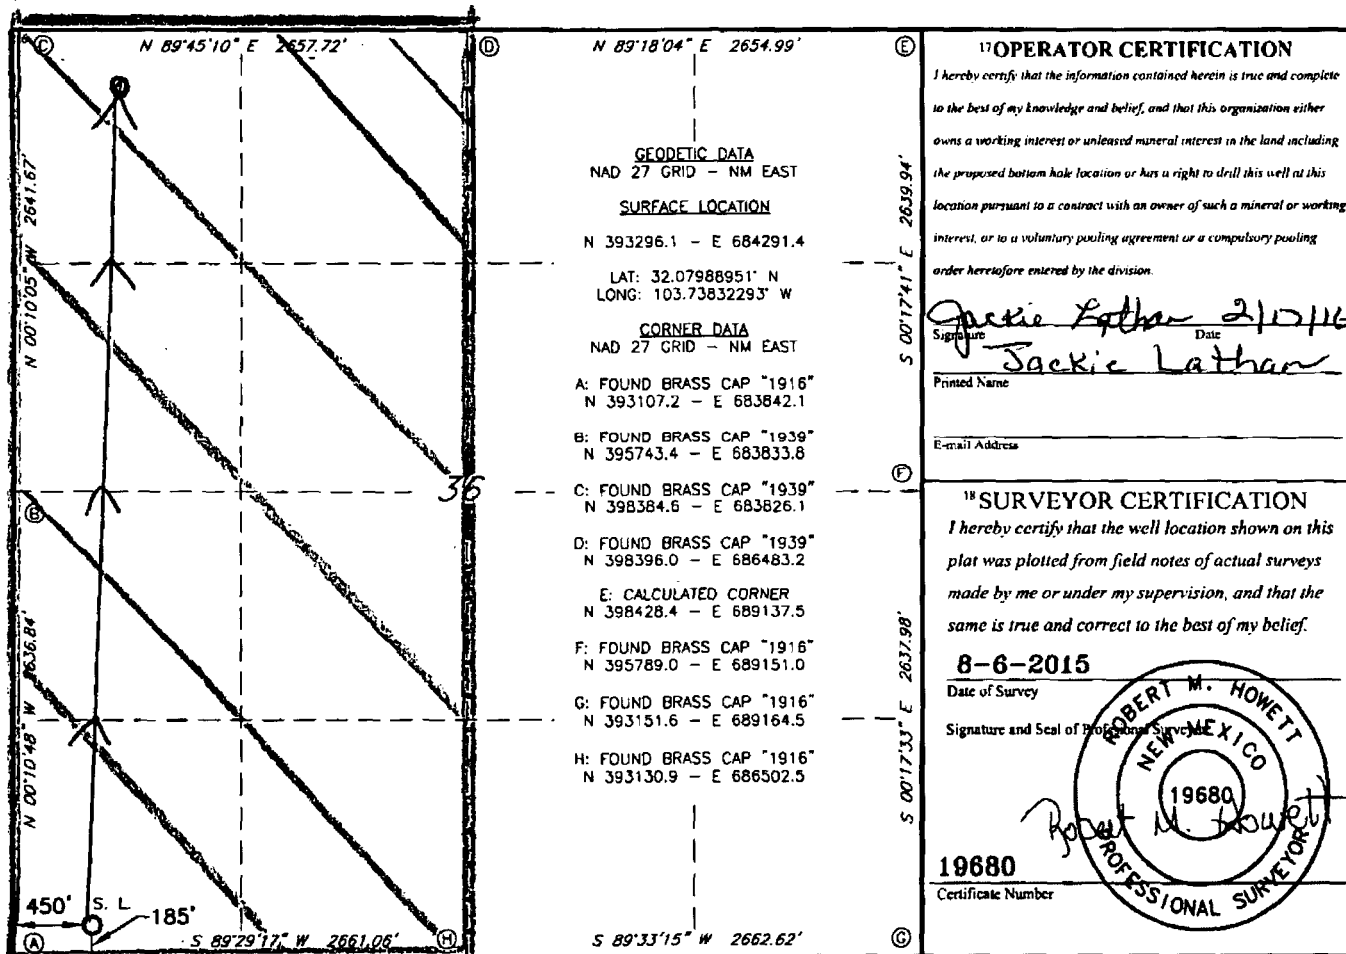 C
N 89°45'10" E 2657.72'
D
N 89°18'04" E 2654.99'
E
N 00°10'05" W 2641.67'
S 00°17'41" E 2639.94'
GEODETIC DATA
NAD 27 GRID - NM EAST
SURFACE LOCATION
N 393296.1 - E 684291.4
LAT: 32.07988951° N
LONG: 103.73832293° W
CORNER DATA
NAD 27 GRID - NM EAST
A: FOUND BRASS CAP "1916"
N 393107.2 - E 683842.1
B: FOUND BRASS CAP "1939"
N 395743.4 - E 683833.8
C: FOUND BRASS CAP "1939"
N 398384.6 - E 683826.1
D: FOUND BRASS CAP "1939"
N 398396.0 - E 686483.2
E: CALCULATED CORNER
N 398428.4 - E 689137.5
F: FOUND BRASS CAP "1916"
N 395789.0 - E 689151.0
G: FOUND BRASS CAP "1916"
N 393151.6 - E 689164.5
H: FOUND BRASS CAP "1916"
N 393130.9 - E 686502.5
36
F
B
N 00°10'48" W 2636.84'
S 00°17'33" E 2637.98'
450'
S. L.
185'
A
S 89°29'17" W 2661.06'
H
S 89°33'15" W 2662.62'
G
17 OPERATOR CERTIFICATION
I hereby certify that the information contained herein is true and complete
to the best of my knowledge and belief, and that this organization either
owns a working interest or unleased mineral interest in the land including
the proposed bottom hole location or has a right to drill this well at this
location pursuant to a contract with an owner of such a mineral or working
interest, or to a voluntary pooling agreement or a compulsory pooling
order heretofore entered by the division.
Jackie Lathan
Signature Date
Jackie Lathan
Printed Name
E-mail Address
18 SURVEYOR CERTIFICATION
I hereby certify that the well location shown on this
plat was plotted from field notes of actual surveys
made by me or under my supervision, and that the
same is true and correct to the best of my belief.
8-6-2015
Date of Survey
Signature and Seal of Professional Surveyor
ROBERT M. HOWETT
NEW MEXICO
19680
PROFESSIONAL SURVEYOR
Robert M. Howett
19680
Certificate Number